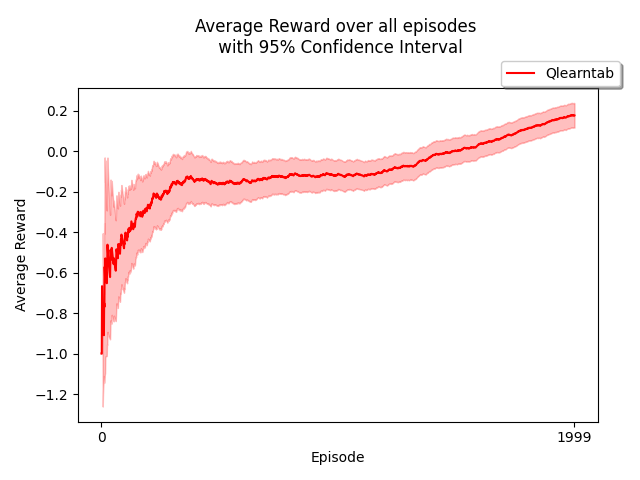 Average Reward over all episodes
with 95% Confidence Interval
Qlearntab
0.2
0.0
−0.2
−0.4
−0.6
−0.8
−1.0
−1.2
Average Reward
0
1999
Episode